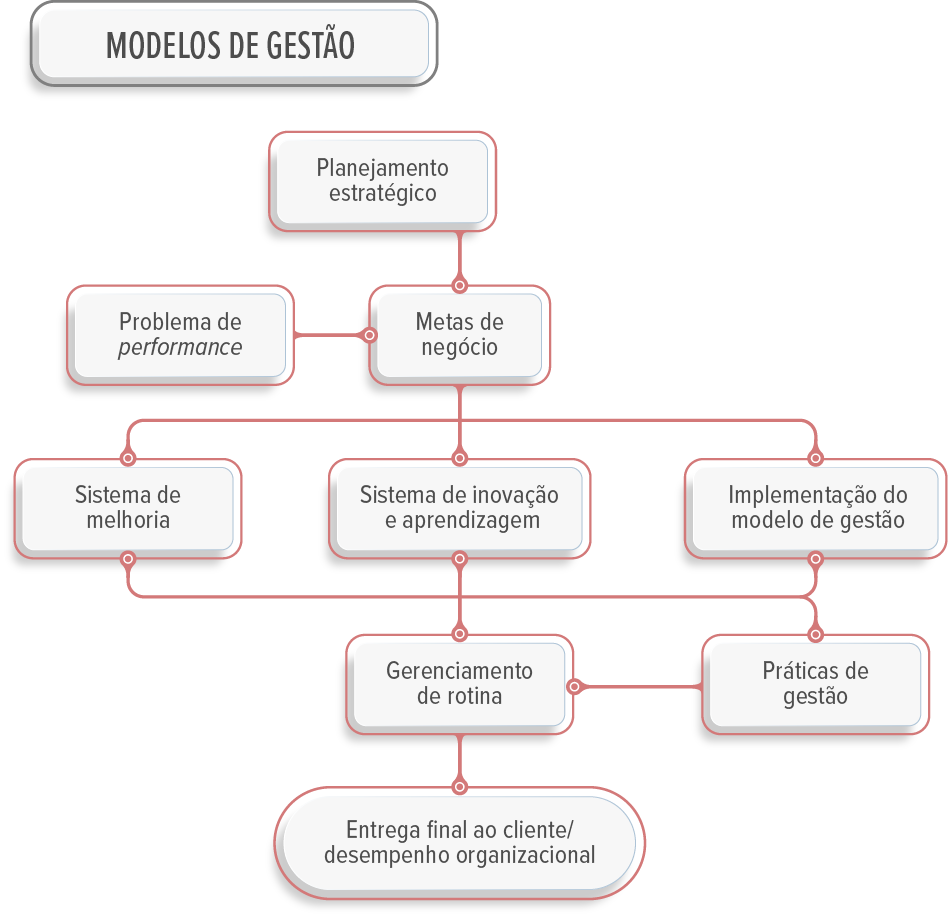 MODELOS DE GESTÃO
Planejamento
estratégico
Problema de
performance
Metas de
negócio
Sistema de
melhoria
Sistema de inovação
e aprendizagem
Implementação do
modelo de gestão
Gerenciamento
de rotina
Práticas de
gestão
Entrega final ao cliente/
desempenho organizacional